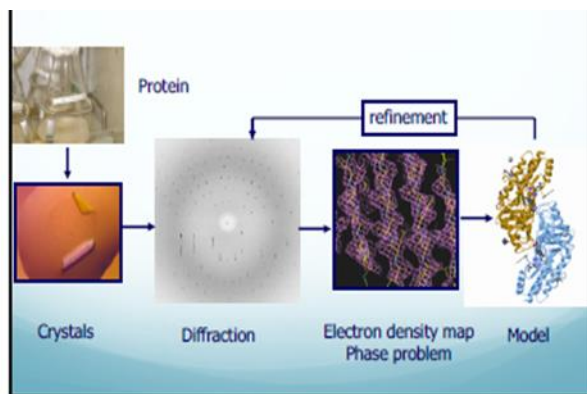 Protein
refinement
Crystals
Diffraction
Electron density map
Phase problem
Model